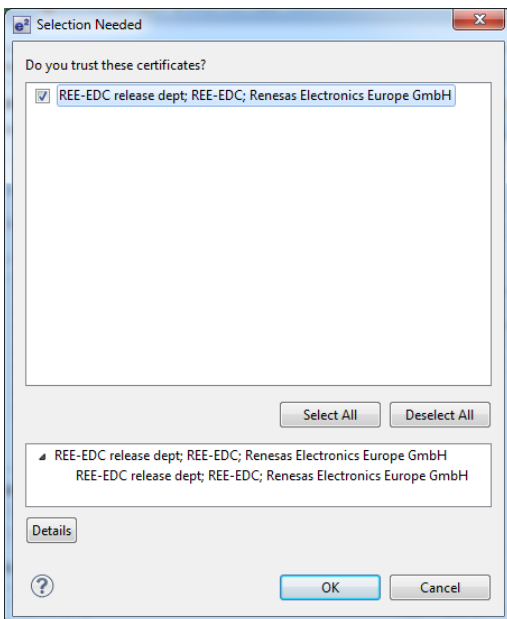 e² Selection Needed
Do you trust these certificates?
REE-EDC release dept; REE-EDC; Renesas Electronics Europe GmbH
Select All Deselect All
REE-EDC release dept; REE-EDC; Renesas Electronics Europe GmbH
REE-EDC release dept; REE-EDC; Renesas Electronics Europe GmbH
Details
? OK Cancel